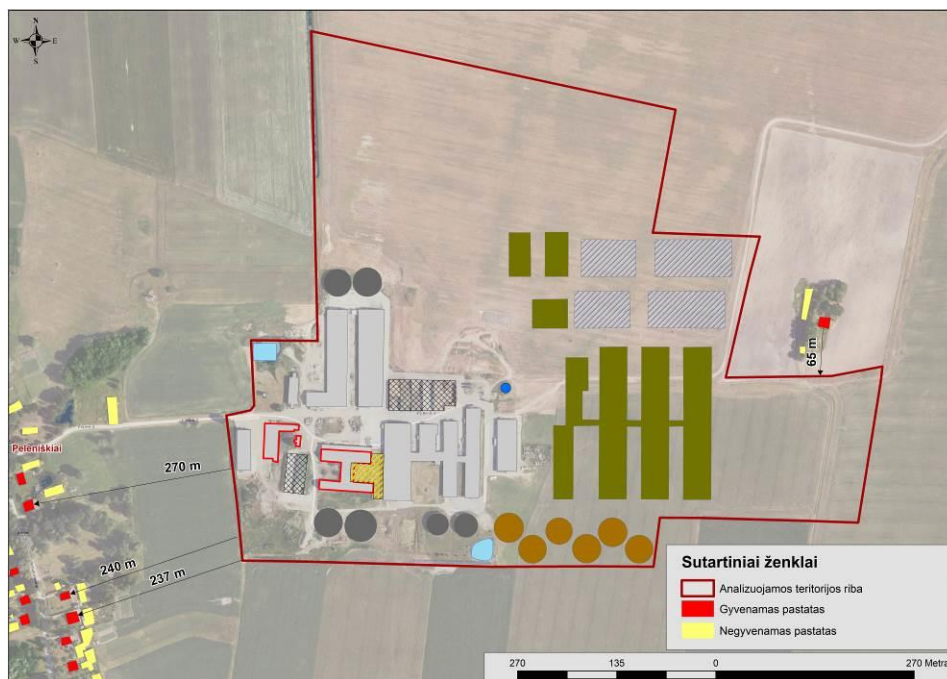 N
W E
S
65 m
Peleniškiai
270 m
240 m
237 m
Sutartiniai ženklai
Analizuojamos teritorijos riba
Gyvenamas pastatas
Negyvenamas pastatas
270 135 0 270 Metra